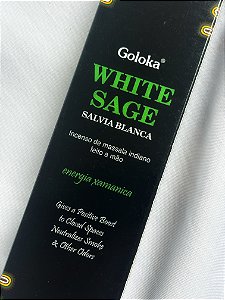 Goloka®
WHITE
SAGE
SALVIA BLANCA
Incenso de massala indiano
feito a mão
energia xamanica
Gives a Positive Boost
to Closed Spaces
Neutralizes Smoke
& Other Odors